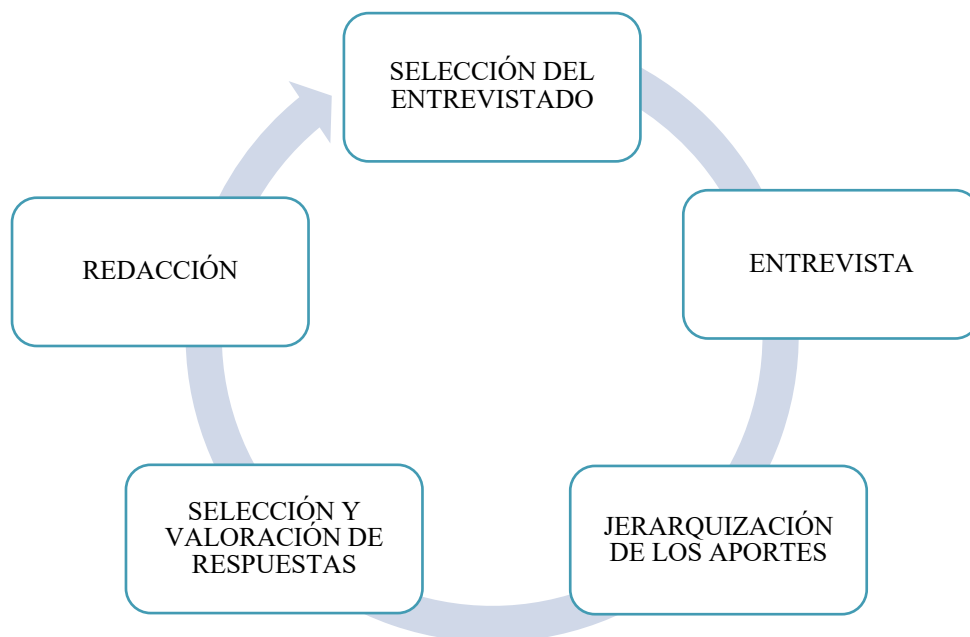 SELECCIÓN DEL
ENTREVISTADO
ENTREVISTA
JERARQUIZACIÓN
DE LOS APORTES
SELECCIÓN Y
VALORACIÓN DE
RESPUESTAS
REDACCIÓN